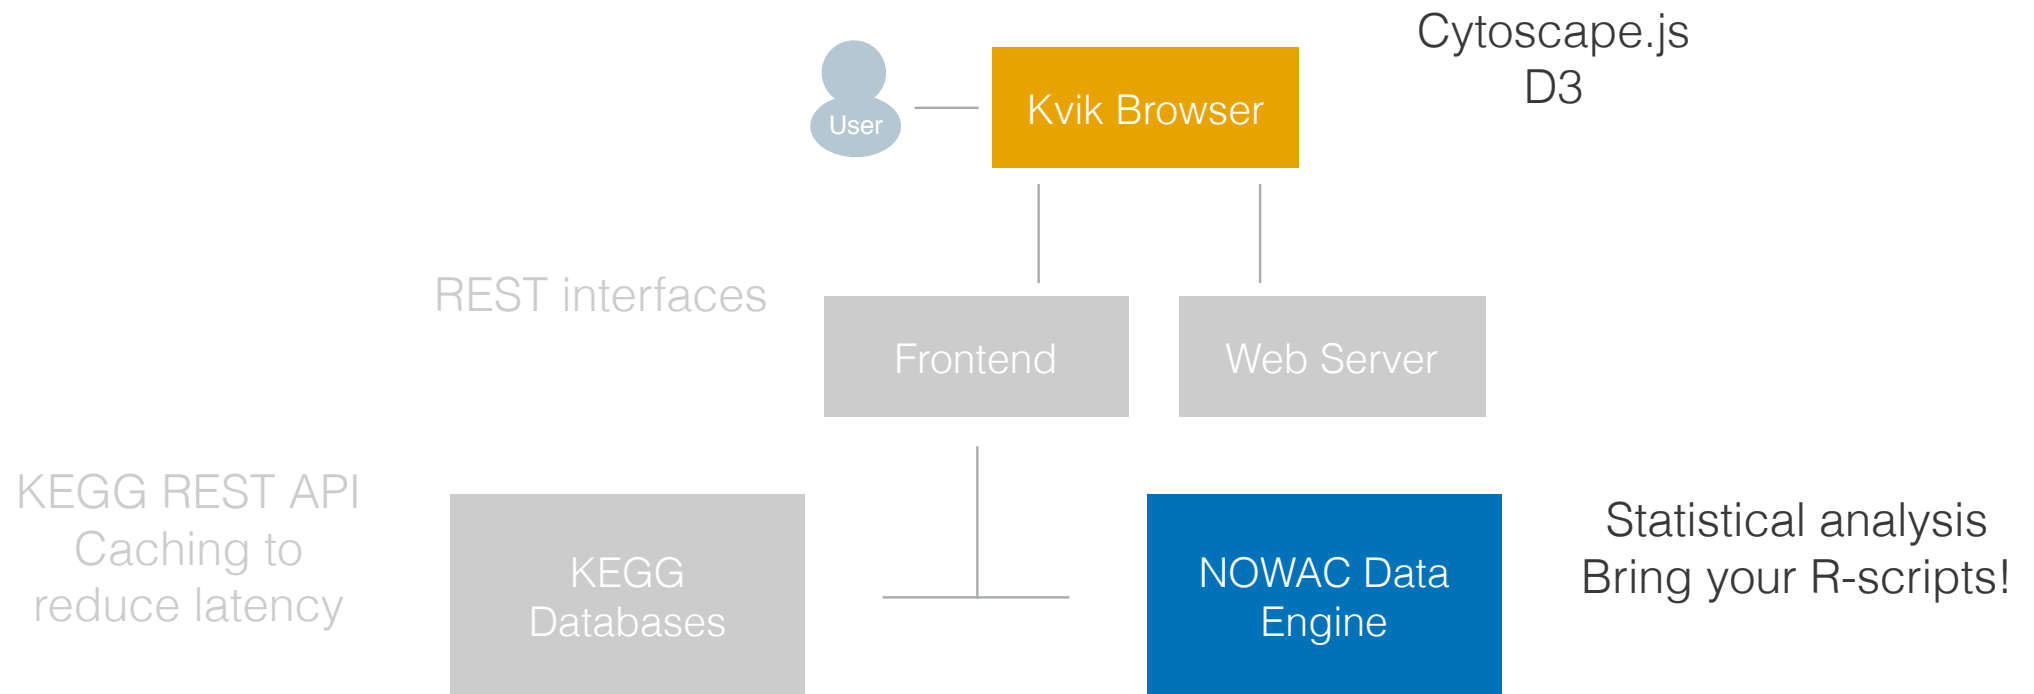 Cytoscape.js
D3
User
Kvik Browser
REST interfaces
Frontend
Web Server
KEGG REST API
Caching to
reduce latency
KEGG
Databases
NOWAC Data
Engine
Statistical analysis
Bring your R-scripts!